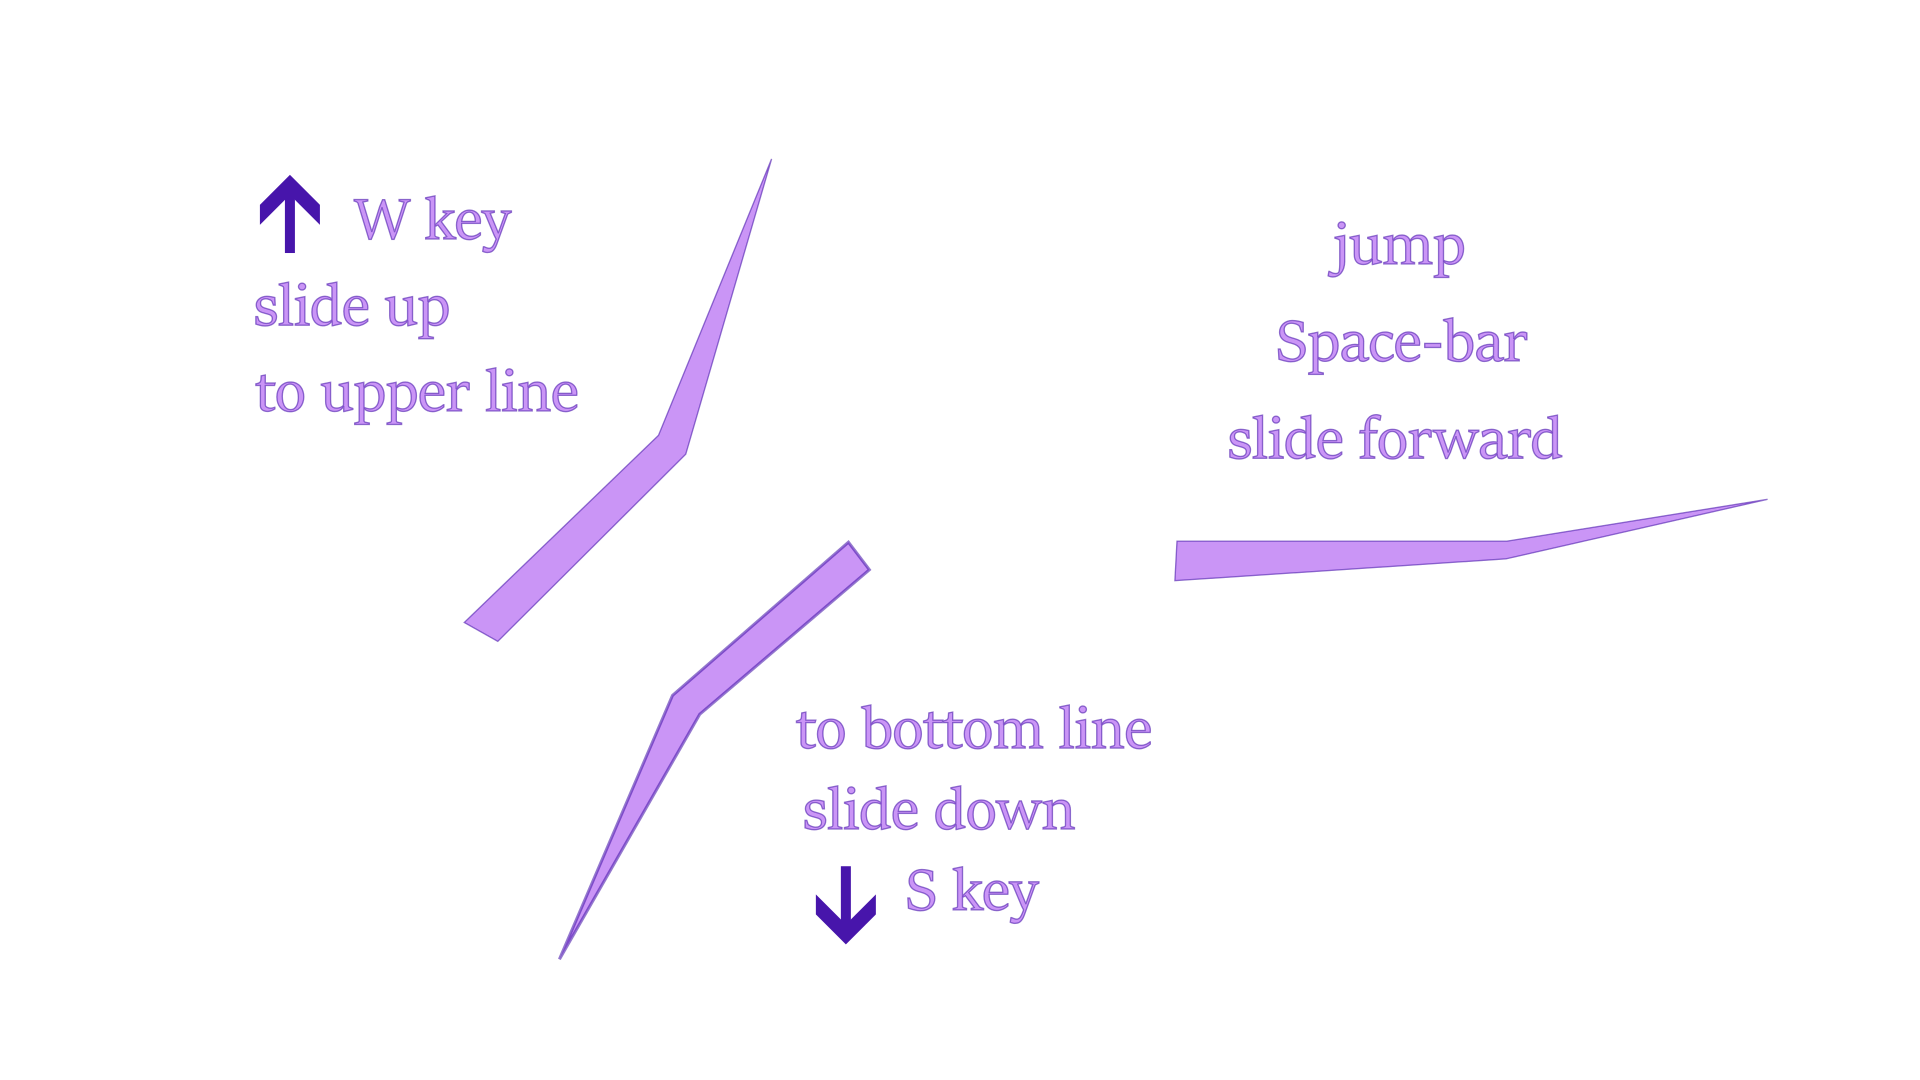 W key
slide up
to upper line
jump
Space-bar
slide forward
to bottom line
slide down
S key